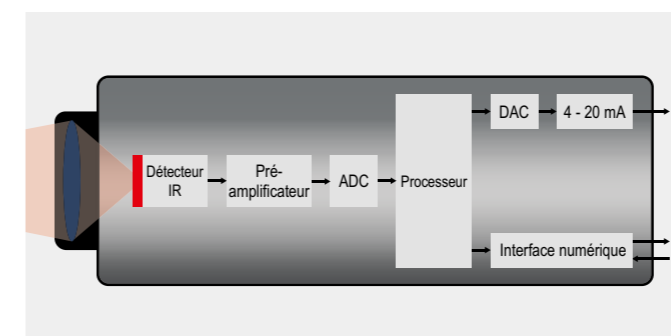 Détecteur
IR
Pré-
amplificateur
ADC
Processeur
DAC
4 - 20 mA
Interface numérique